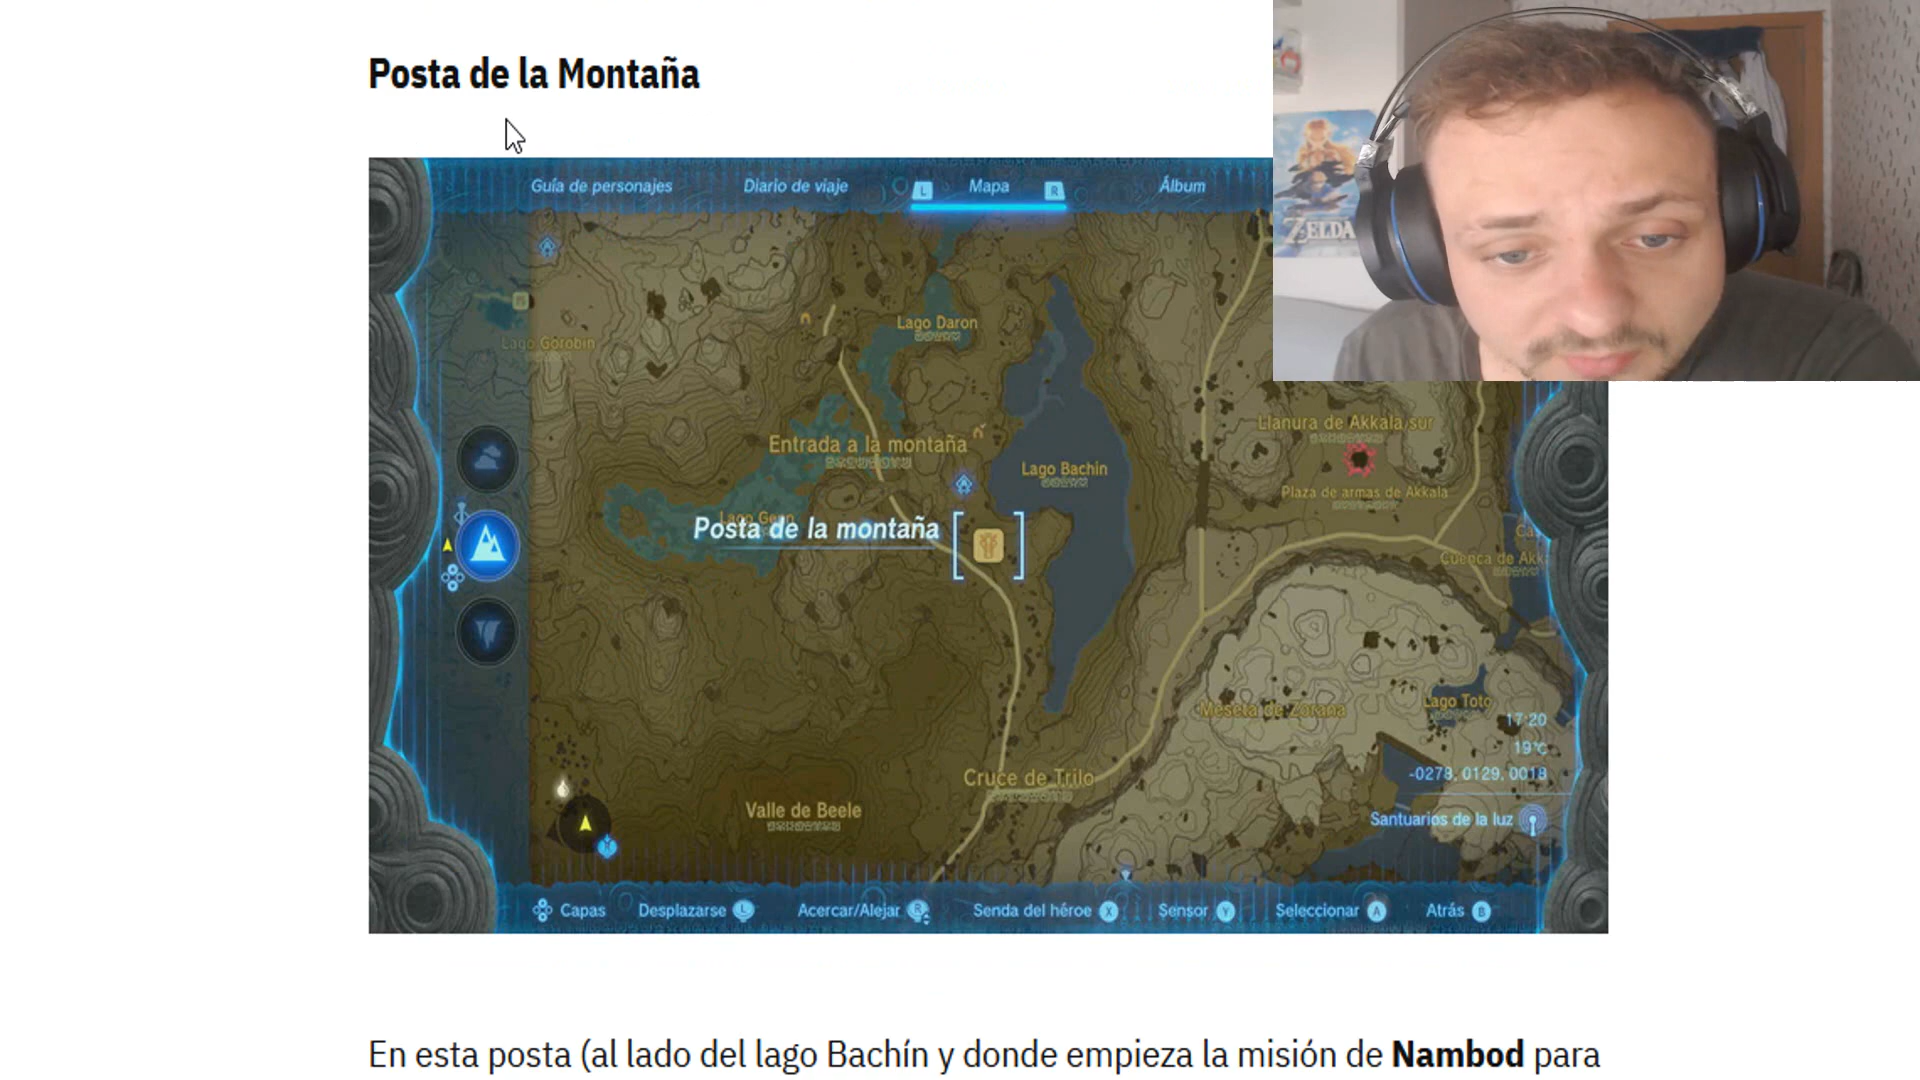 Posta de la Montaña
Guía de personajes
Diario de viaje
L
Mapa
R
Álbum
ZELDA
Lago Gorobin
Lago Daron
Llanura de Akkala sur
Entrada a la montaña
Lago Bachin
Plaza de armas de Akkala
Posta de la montaña
Meseta de Zorana
Lago Toto
17:20
19°C
-0278, 0129, 0018
Cruce de Trilo
Valle de Beele
Santuarios de la luz
Capas
Desplazarse L
Acercar/Alejar R
Senda del héroe X
Sensor Y
Seleccionar A
Atrás B
En esta posta (al lado del lago Bachín y donde empieza la misión de Nambod para